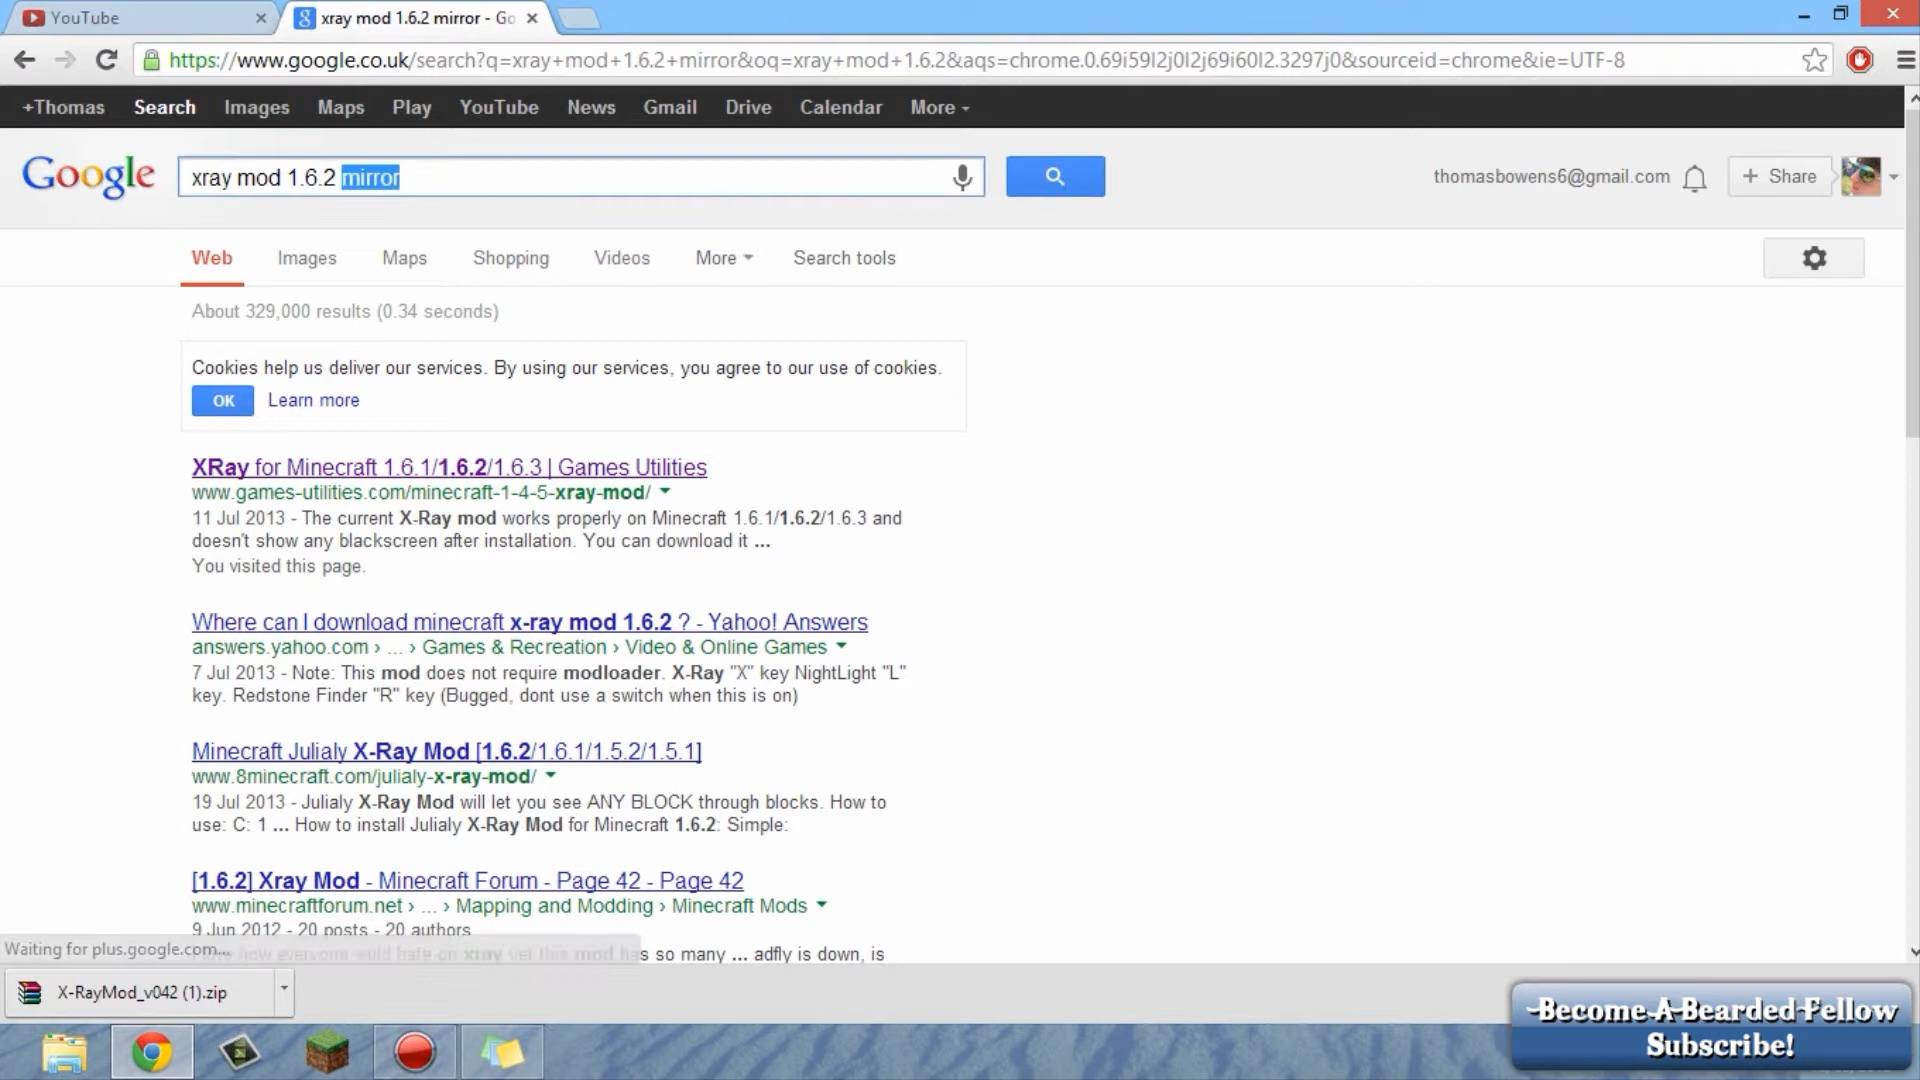 YouTube
xray mod 1.6.2 mirror - Go
https://www.google.co.uk/search?q=xray+mod+1.6.2+mirror&oq=xray+mod+1.6.2&aqs=chrome.0.69i59l2j0l2j69i60l2.3297j0&sourceid=chrome&ie=UTF-8
+Thomas Search Images Maps Play YouTube News Gmail Drive Calendar More
Google
xray mod 1.6.2 mirror
thomasbowens6@gmail.com
+ Share
Web Images Maps Shopping Videos More Search tools
About 329,000 results (0.34 seconds)
Cookies help us deliver our services. By using our services, you agree to our use of cookies.
OK Learn more
XRay for Minecraft 1.6.1/1.6.2/1.6.3 | Games Utilities
www.games-utilities.com/minecraft-1-4-5-xray-mod/
11 Jul 2013 - The current X-Ray mod works properly on Minecraft 1.6.1/1.6.2/1.6.3 and
doesn't show any blackscreen after installation. You can download it ...
You visited this page.
Where can I download minecraft x-ray mod 1.6.2 ? - Yahoo! Answers
answers.yahoo.com › ... › Games & Recreation › Video & Online Games
7 Jul 2013 - Note: This mod does not require modloader. X-Ray "X" key NightLight "L"
key. Redstone Finder "R" key (Bugged, dont use a switch when this is on)
Minecraft Julialy X-Ray Mod [1.6.2/1.6.1/1.5.2/1.5.1]
www.8minecraft.com/julialy-x-ray-mod/
19 Jul 2013 - Julialy X-Ray Mod will let you see ANY BLOCK through blocks. How to
use: C: 1 ... How to install Julialy X-Ray Mod for Minecraft 1.6.2: Simple:
[1.6.2] Xray Mod - Minecraft Forum - Page 42 - Page 42
www.minecraftforum.net › ... › Mapping and Modding › Minecraft Mods
9 Jun 2012 - 20 posts - 20 authors
how everyone hate on xray yet this mod has so many ... adfly is down, is
Waiting for plus.google.com...
X-RayMod_v042 (1).zip
-Become-A-Bearded-Fellow
Subscribe!